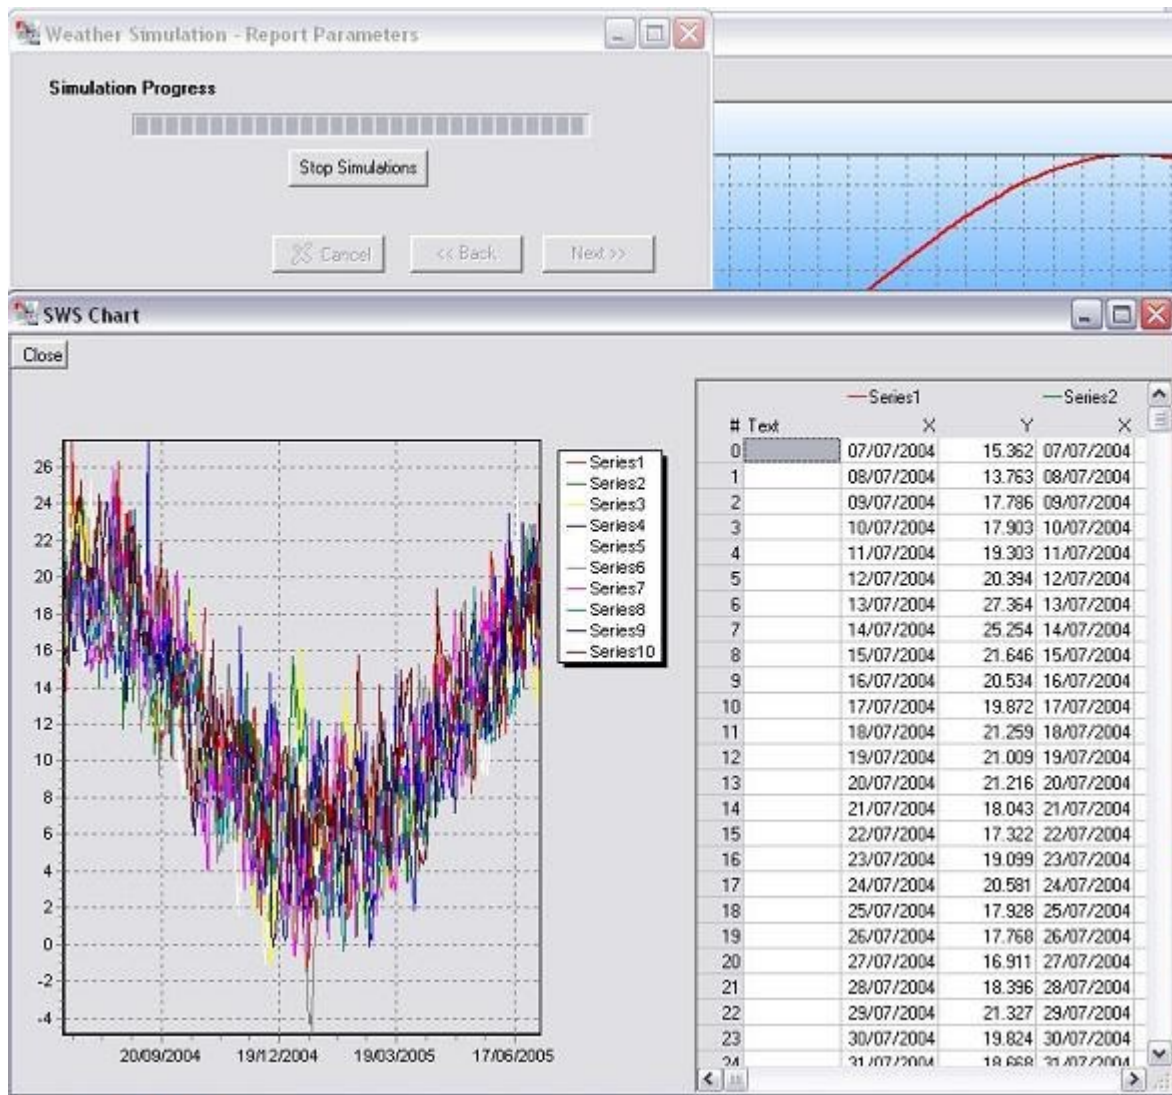 Weather Simulation - Report Parameters
Simulation Progress
Stop Simulations
Cancel
<< Back
Next >>
SWS Chart
Close
26
24
22
20
18
16
14
12
10
8
6
4
2
0
-2
-4
20/09/2004 19/12/2004 19/03/2005 17/06/2005
Series1
Series2
Series3
Series4
Series5
Series6
Series7
Series8
Series9
Series10
Series1 Series2
# Text X Y X
0 07/07/2004 15.362 07/07/2004
1 08/07/2004 13.763 08/07/2004
2 09/07/2004 17.786 09/07/2004
3 10/07/2004 17.903 10/07/2004
4 11/07/2004 19.303 11/07/2004
5 12/07/2004 20.394 12/07/2004
6 13/07/2004 27.364 13/07/2004
7 14/07/2004 25.254 14/07/2004
8 15/07/2004 21.646 15/07/2004
9 16/07/2004 20.534 16/07/2004
10 17/07/2004 19.872 17/07/2004
11 18/07/2004 21.259 18/07/2004
12 19/07/2004 21.009 19/07/2004
13 20/07/2004 21.216 20/07/2004
14 21/07/2004 18.043 21/07/2004
15 22/07/2004 17.322 22/07/2004
16 23/07/2004 19.099 23/07/2004
17 24/07/2004 20.581 24/07/2004
18 25/07/2004 17.928 25/07/2004
19 26/07/2004 17.768 26/07/2004
20 27/07/2004 16.911 27/07/2004
21 28/07/2004 18.396 28/07/2004
22 29/07/2004 21.327 29/07/2004
23 30/07/2004 19.824 30/07/2004
24 31/07/2004 18.668 31/07/2004